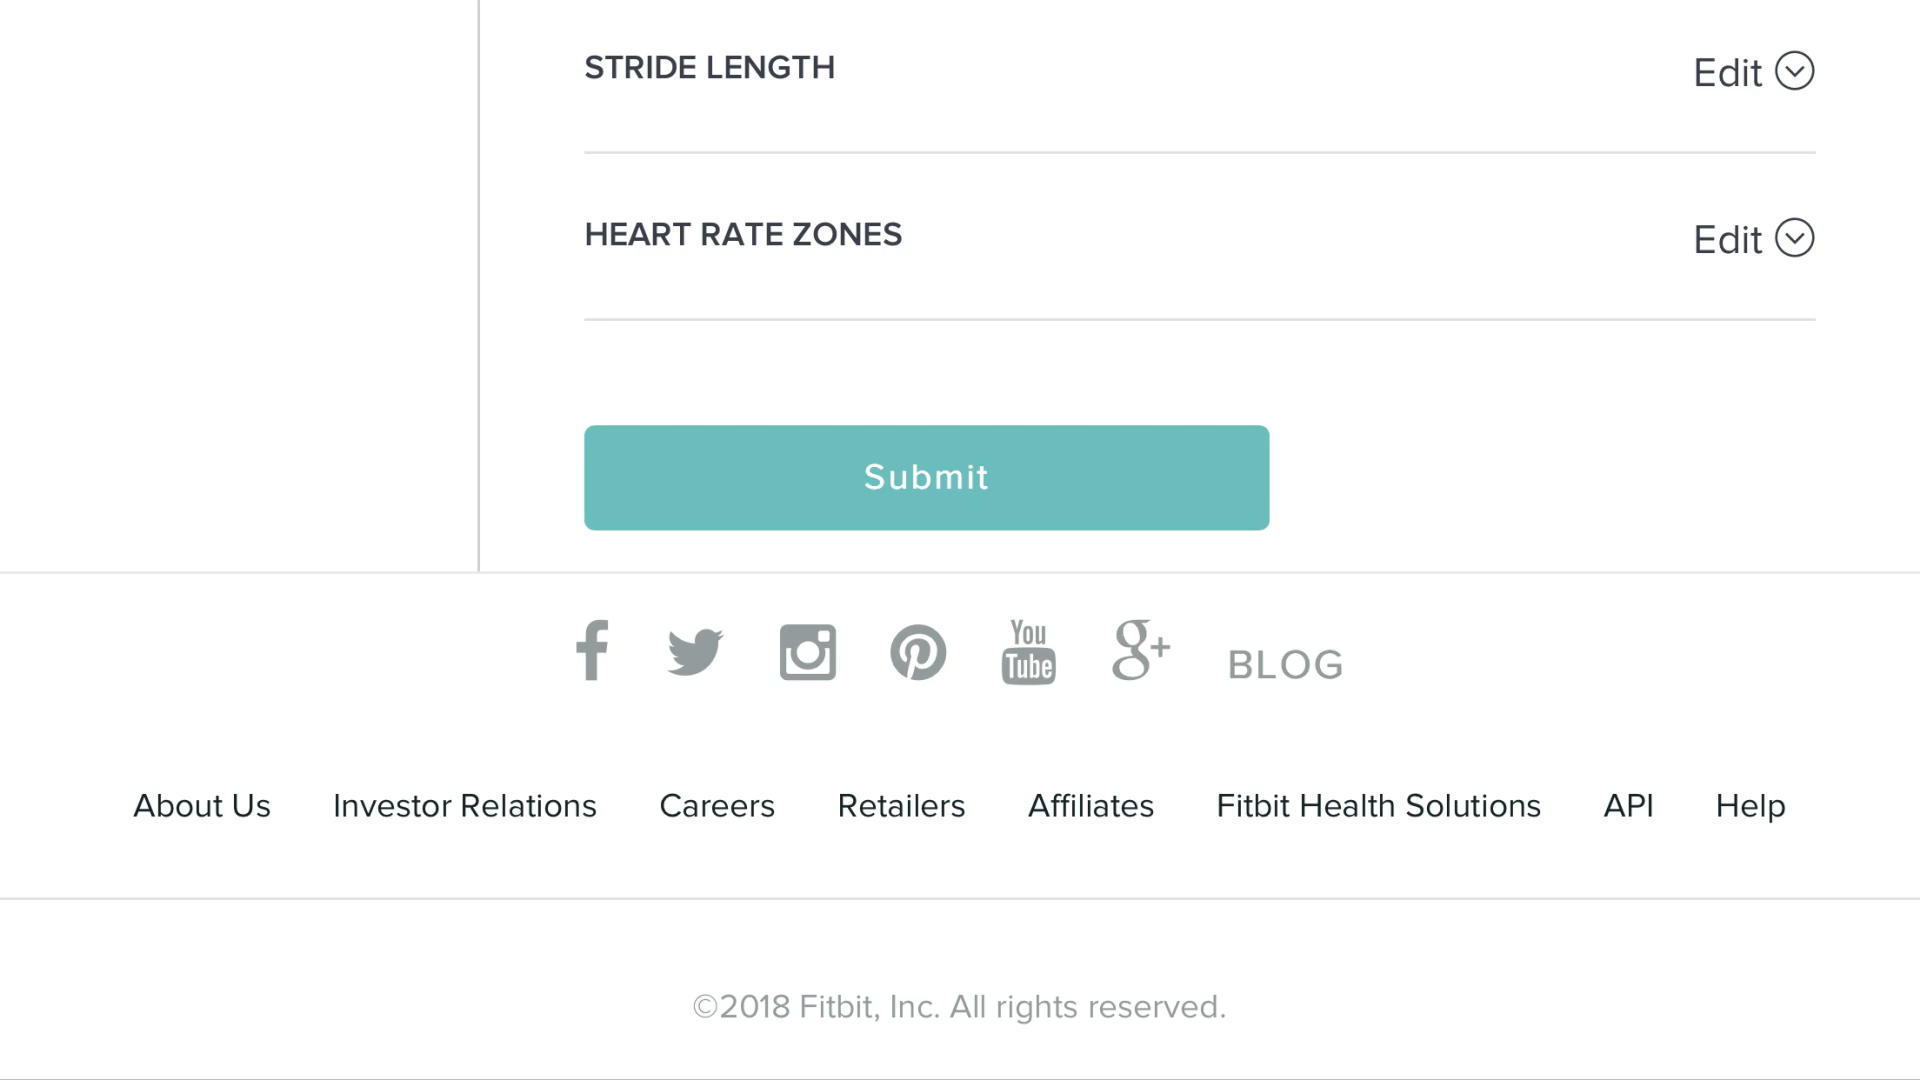 STRIDE LENGTH Edit
HEART RATE ZONES Edit
Submit
You Tube g+ BLOG
About Us Investor Relations Careers Retailers Affiliates Fitbit Health Solutions API Help
©2018 Fitbit, Inc. All rights reserved.